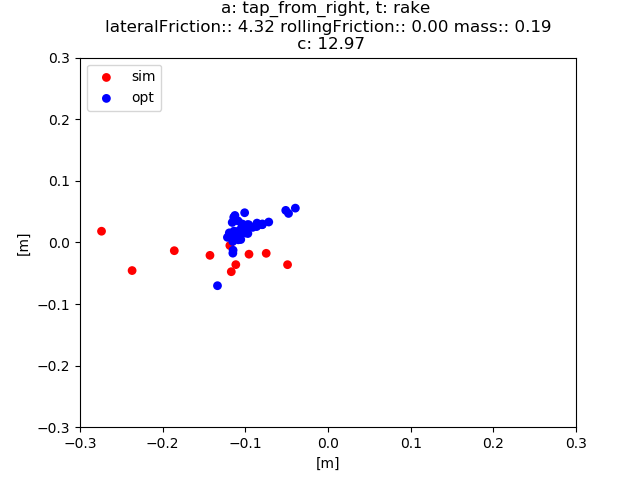 a: tap_from_right, t: rake
lateralFriction:: 4.32 rollingFriction:: 0.00 mass:: 0.19
c: 12.97
sim
opt
0.3
0.2
0.1
0.0
−0.1
−0.2
−0.3
[m]
−0.3 −0.2 −0.1 0.0 0.1 0.2 0.3
[m]